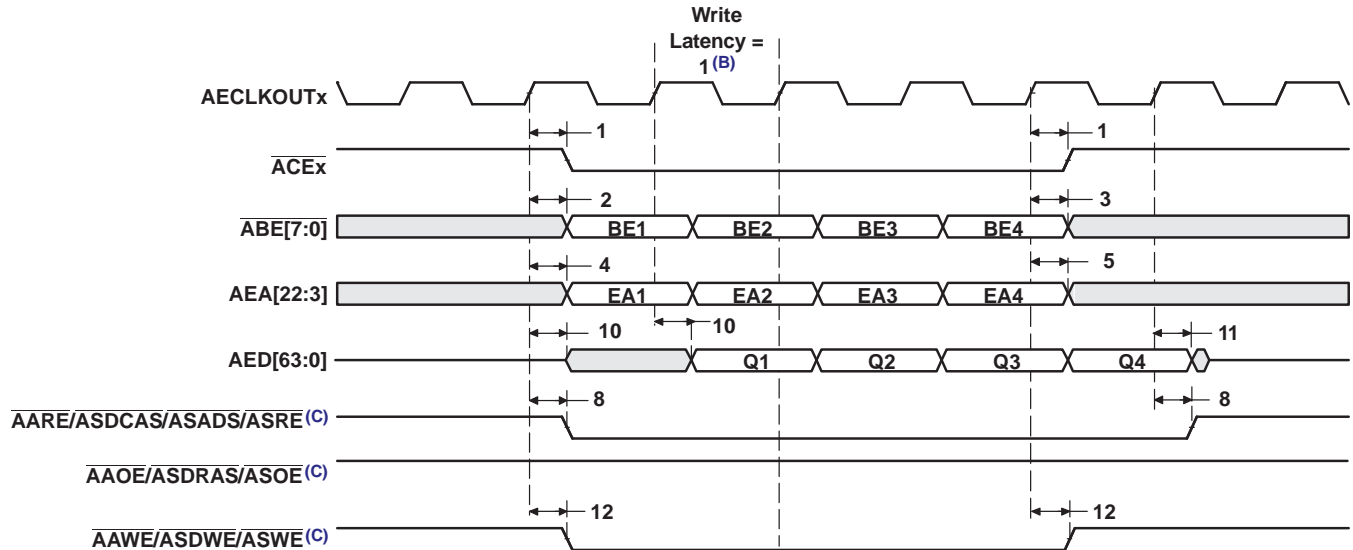 Write
Latency =
1(B)
AECLKOUTx
1 1
ACEx
2 3
ABE[7:0] BE1 BE2 BE3 BE4
4 5
AEA[22:3] EA1 EA2 EA3 EA4
10 10 11
AED[63:0] Q1 Q2 Q3 Q4
8 8
AARE/ASDCAS/ASADS/ASRE(C)
AAOE/ASDRAS/ASOE(C)
12 12
AAWE/ASDWE/ASWE(C)